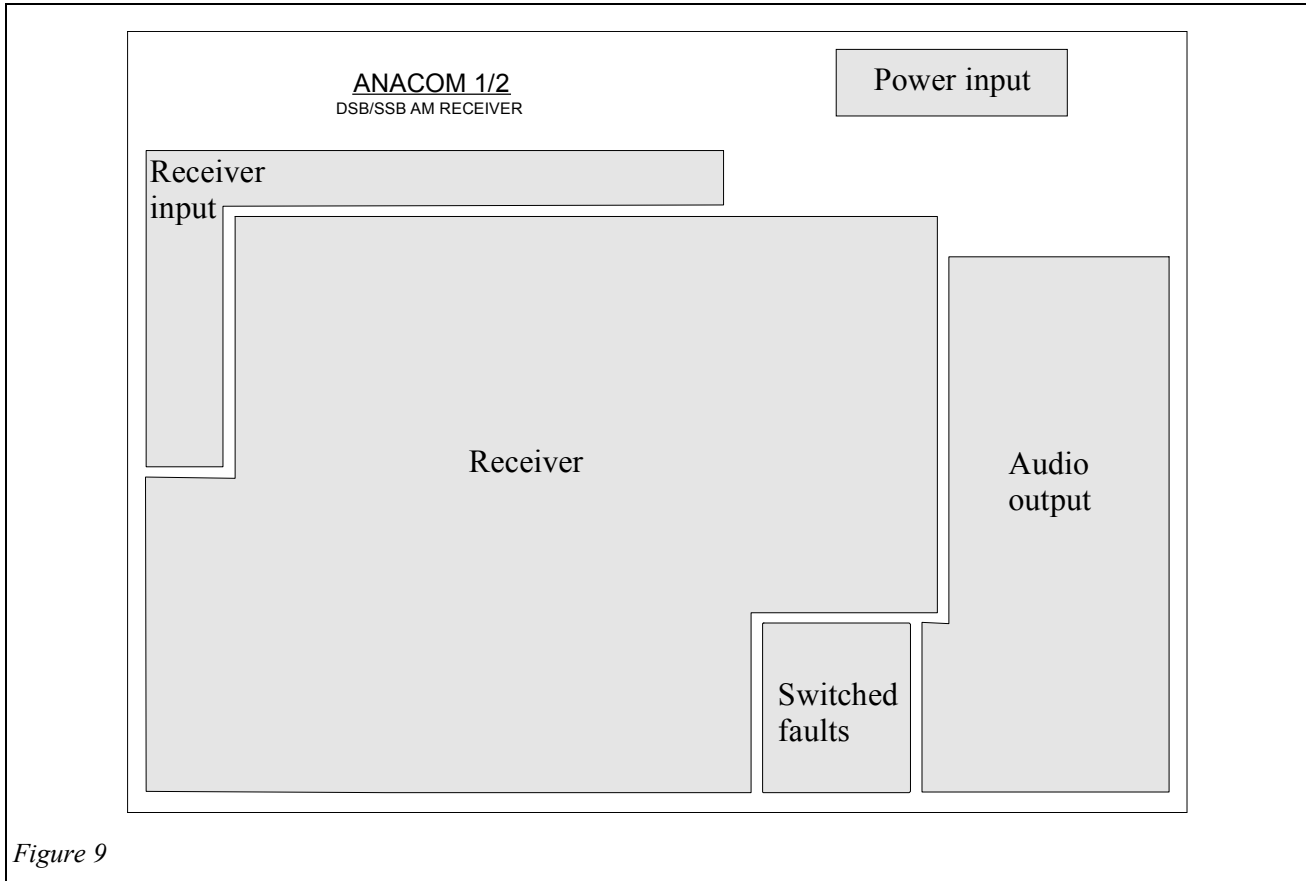 ANACOM 1/2
DSB/SSB AM RECEIVER
Power input
Receiver
input
Receiver
Audio
output
Switched
faults
Figure 9